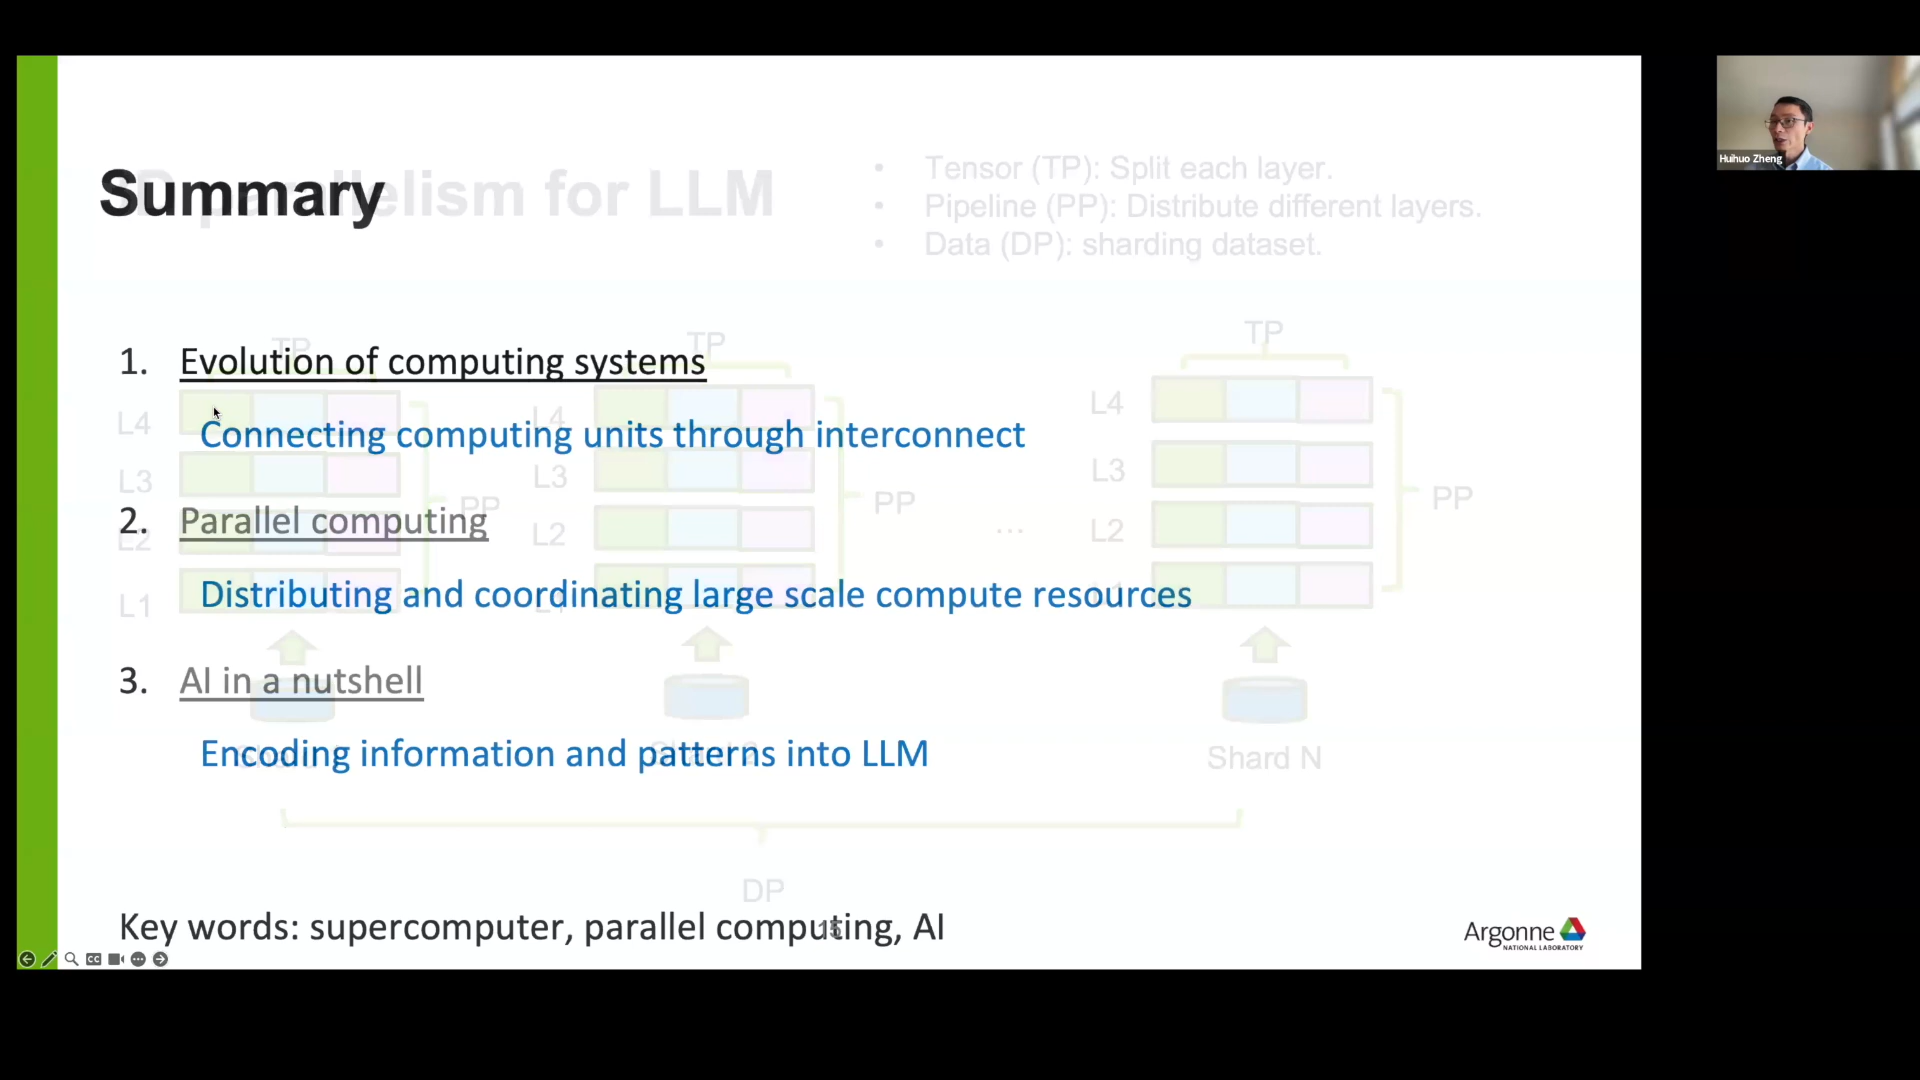 Summary
parallelism for LLM
• Tensor (TP): Split each layer.
• Pipeline (PP): Distribute different layers.
• Data (DP): sharding dataset.
1. Evolution of computing systems
Connecting computing units through interconnect
2. Parallel computing
Distributing and coordinating large scale compute resources
3. AI in a nutshell
Encoding information and patterns into LLM
TP
TP
TP
L4
L3
L2
L1
PP
L4
L3
L2
PP
...
L4
L3
L2
PP
Shard N
DP
Key words: supercomputer, parallel computing, AI
15
Argonne
NATIONAL LABORATORY
CC
Huihuo Zheng